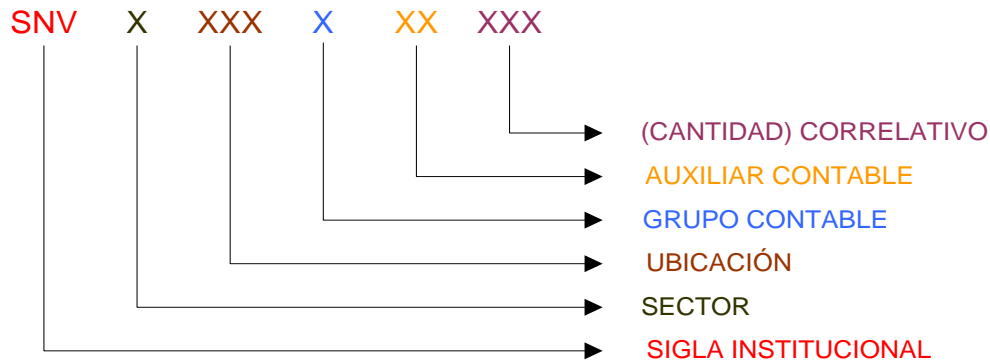 SNV X XXX X XX XXX
(CANTIDAD) CORRELATIVO
AUXILIAR CONTABLE
GRUPO CONTABLE
UBICACIÓN
SECTOR
SIGLA INSTITUCIONAL